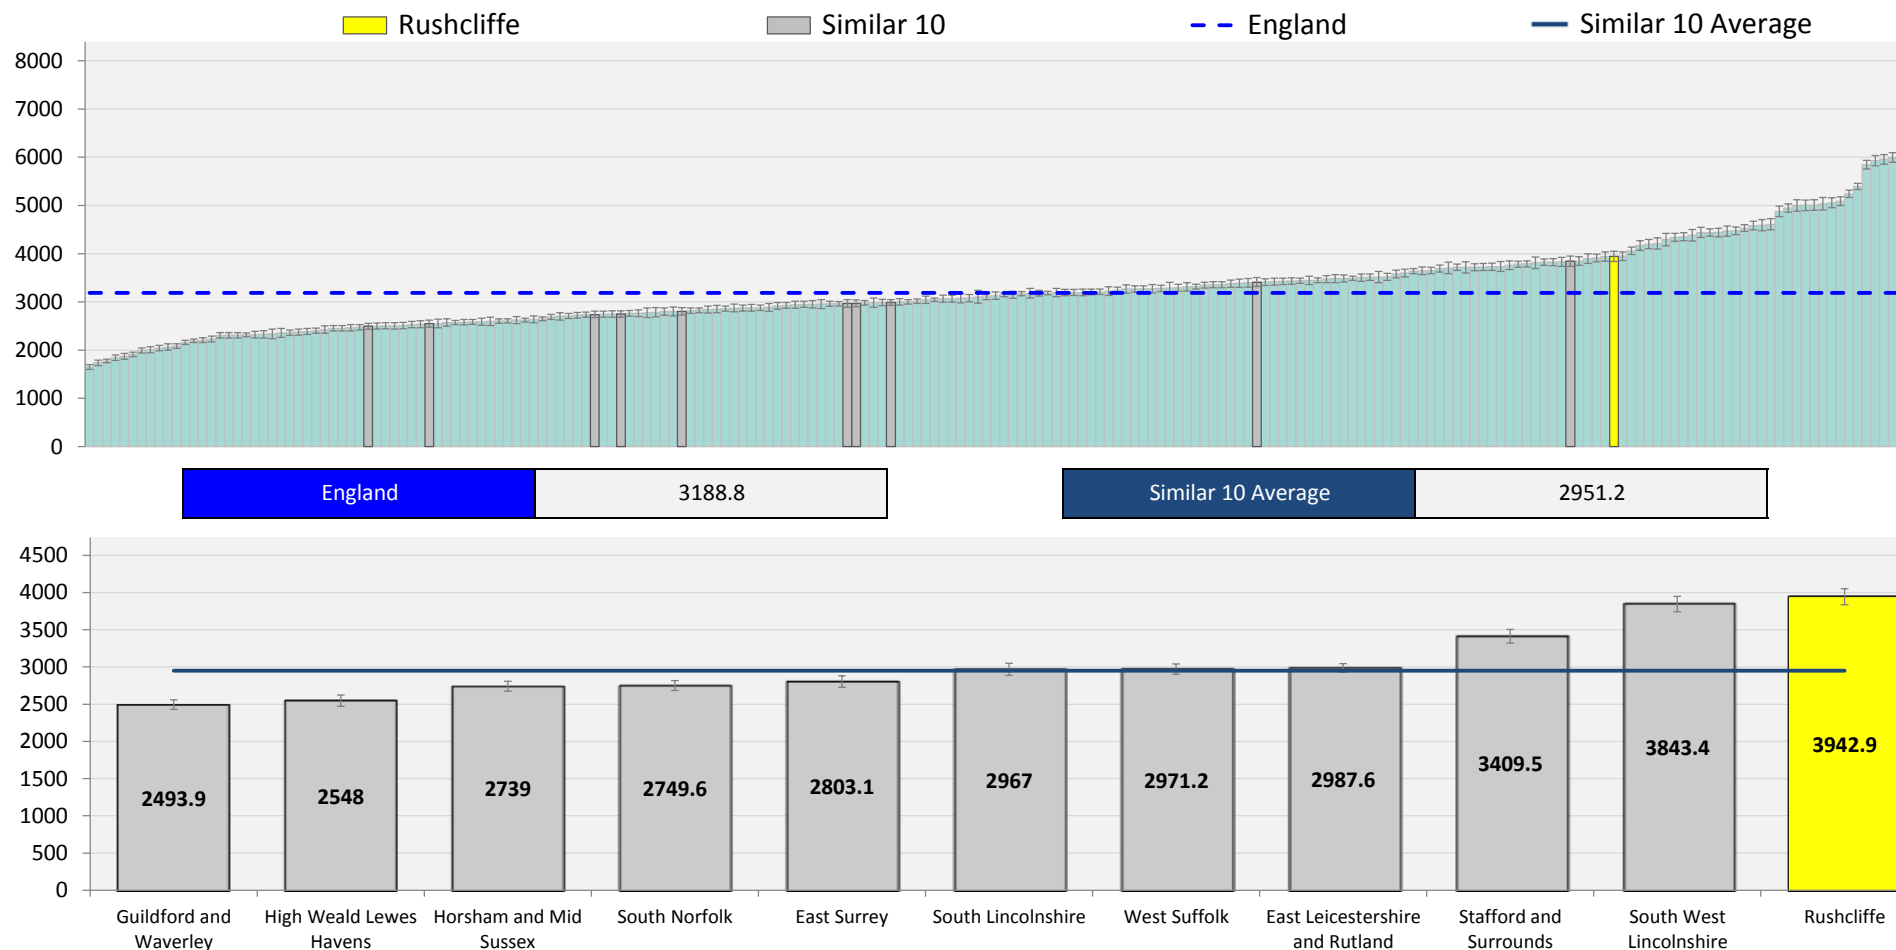 Rushcliffe Similar 10 England Similar 10 Average
8000
7000
6000
5000
4000
3000
2000
1000
0
England 3188.8 Similar 10 Average 2951.2
4500
4000
3500
3000
2500
2000
1500
1000
500
0
2493.9 2548 2739 2749.6 2803.1 2967 2971.2 2987.6 3409.5 3843.4 3942.9
Guildford and Waverley
High Weald Lewes Havens
Horsham and Mid Sussex
South Norfolk
East Surrey
South Lincolnshire
West Suffolk
East Leicestershire and Rutland
Stafford and Surrounds
South West Lincolnshire
Rushcliffe